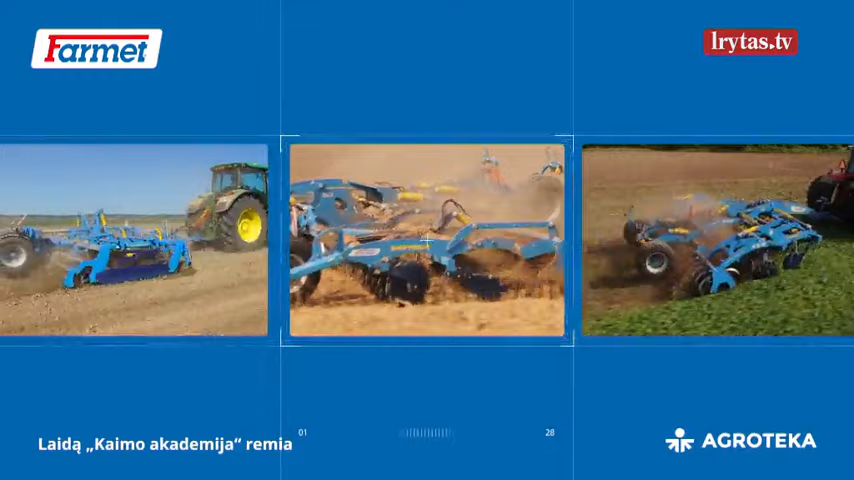 Farmet
lrytas.tv
01
28
Laidą „Kaimo akademija“ remia
AGROTEKA